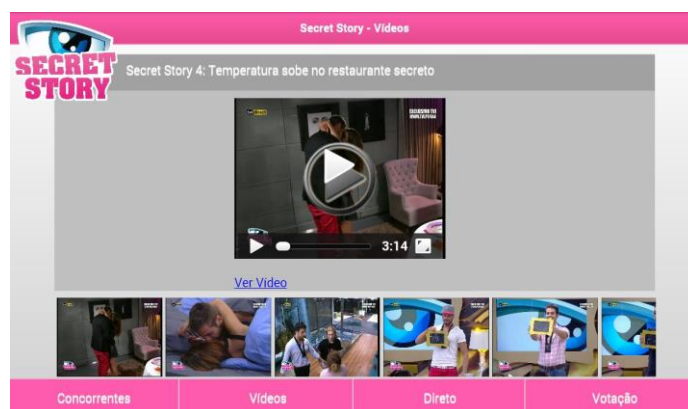 Secret Story - Vídeos
SECRET
STORY
Secret Story 4: Temperatura sobe no restaurante secreto
3:14
Ver Vídeo
Concorrentes
Vídeos
Direto
Votação